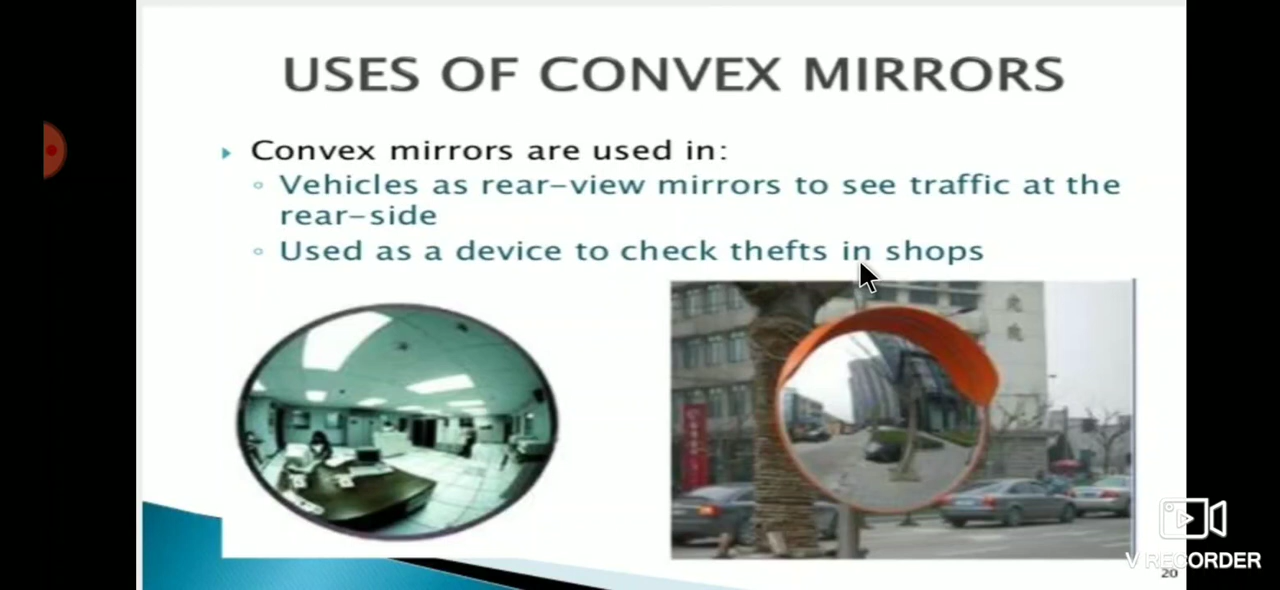 USES OF CONVEX MIRRORS
Convex mirrors are used in:
Vehicles as rear-view mirrors to see traffic at the
rear-side
Used as a device to check thefts in shops
V RECORDER
20